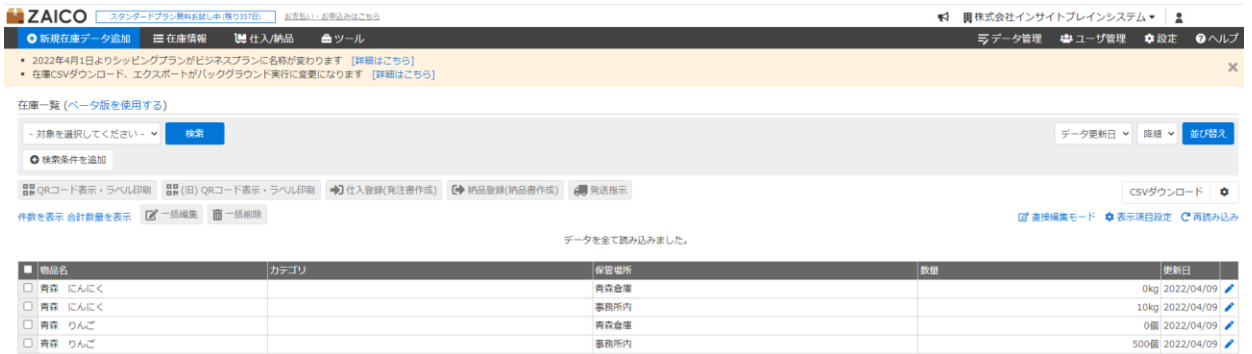 ZAICO スタンダードプラン無料お試し中 (残り357日) お支払い・お申込みはこちら 株式会社インサイトブレインシステム
新規在庫データ追加 在庫情報 仕入/納品 ツール データ管理 ユーザ管理 設定 ヘルプ
2022年4月1日よりシッピングプランがビジネスプランに名称が変わります [詳細はこちら]
在庫CSVダウンロード、エクスポートがバックグラウンド実行に変更になります [詳細はこちら]
在庫一覧 (ベータ版を使用する)
- 対象を選択してください - 検索 データ更新日 降順 並び替え
検索条件を追加
QRコード表示・ラベル印刷 (旧) QRコード表示・ラベル印刷 仕入登録(発注書作成) 納品登録(納品書作成) 発送指示 CSVダウンロード
件数を表示 合計数量を表示 一括編集 一括削除 直接編集モード 表示項目設定 再読み込み
データを全て読み込みました。
物品名 カテゴリ 保管場所 数量 更新日
青森 にんにく 青森倉庫 0kg 2022/04/09
青森 にんにく 事務所内 10kg 2022/04/09
青森 りんご 青森倉庫 0個 2022/04/09
青森 りんご 事務所内 500個 2022/04/09